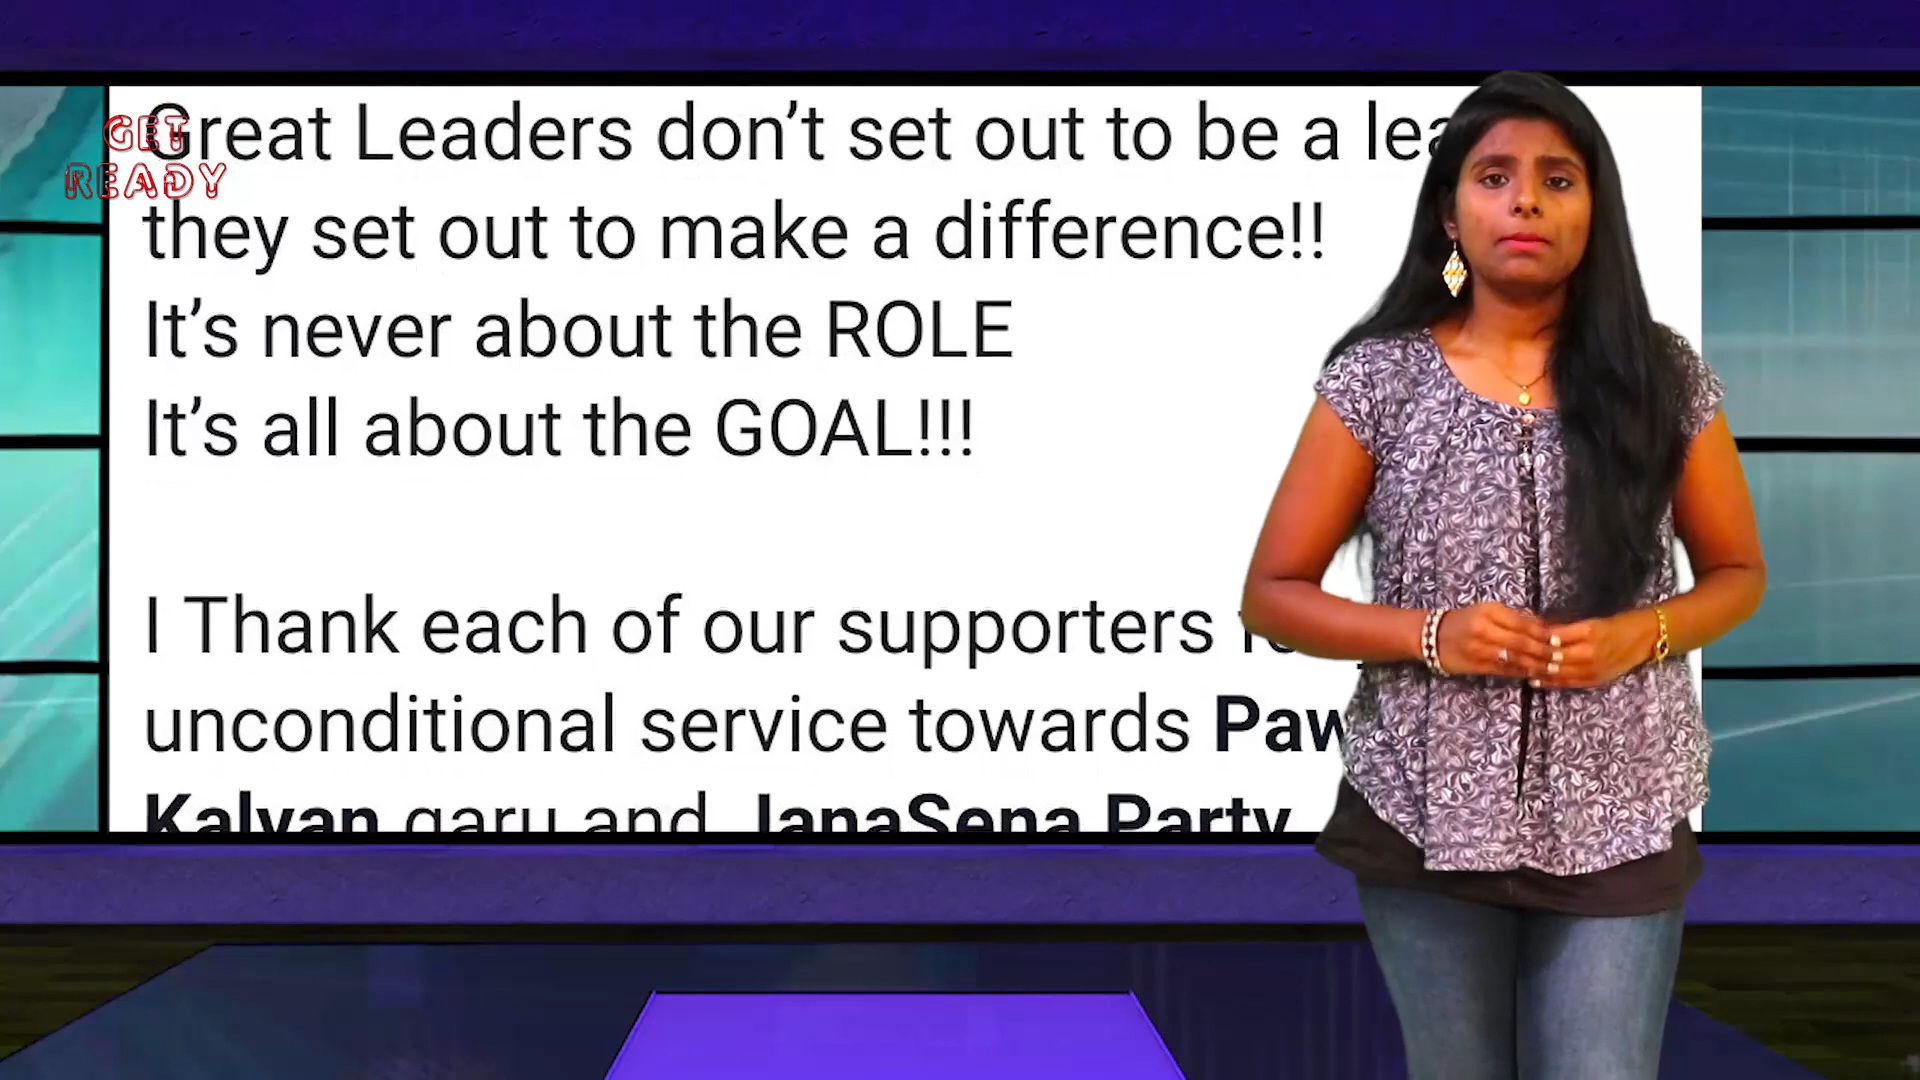 GET
READY
Great Leaders don't set out to be a
they set out to make a difference!!
It's never about the ROLE
It's all about the GOAL!!!
I Thank each of our supporters
unconditional service towards
Kalyan garu and JanaSena Party